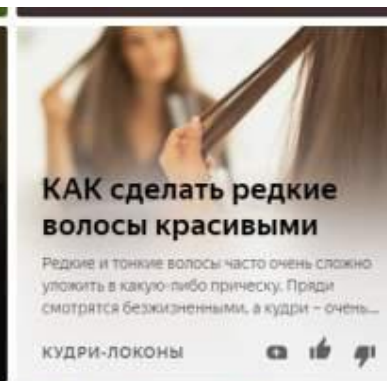 КАК сделать редкие
волосы красивыми
Редкие и тонкие волосы часто очень сложно
уложить в какую-либо прическу. Пряди
смотрятся безжизненными, а кудри – очень...
КУДРИ-ЛОКОНЫ